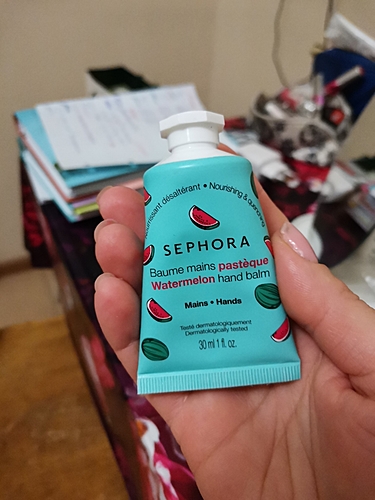 Nourrissant désaltérant • Nourishing & quenching
SEPHORA
Baume mains pastèque
Watermelon hand balm
Mains • Hands
Testé dermatologiquement
Dermatologically tested
30 ml 1 fl. oz.